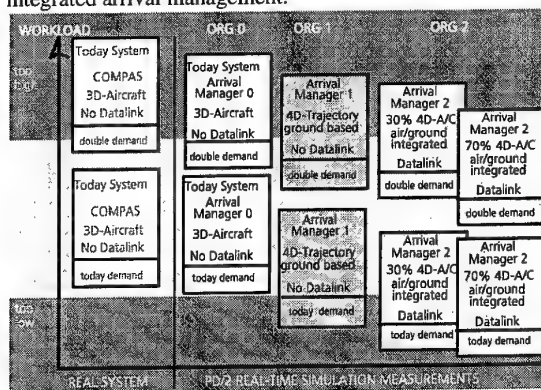 integrated arrival management.
WORKLOAD
ORG 0
ORG 1
ORG 2
too
high
Today System
COMPAS
3D-Aircraft
No Datalink
double demand
Today System
Arrival
Manager 0
3D-Aircraft
No Datalink
double demand
Arrival
Manager 1
4D-Trajectory
ground based
No Datalink
double demand
Arrival
Manager 2
30% 4D-A/C
air/ground
integrated
Datalink
double demand
Arrival
Manager 2
70% 4D-A/C
air/ground
integrated
Datalink
double demand
Today System
COMPAS
3D-Aircraft
No Datalink
today demand
Today System
Arrival
Manager 0
3D-Aircraft
No Datalink
today demand
Arrival
Manager 1
4D-Trajectory
ground based
No Datalink
today demand
Arrival
Manager 2
30% 4D-A/C
air/ground
integrated
Datalink
today demand
Arrival
Manager 2
70% 4D-A/C
air/ground
integrated
Datalink
today demand
too
low
REAL SYSTEM
PD/2 REAL-TIME SIMULATION MEASUREMENTS